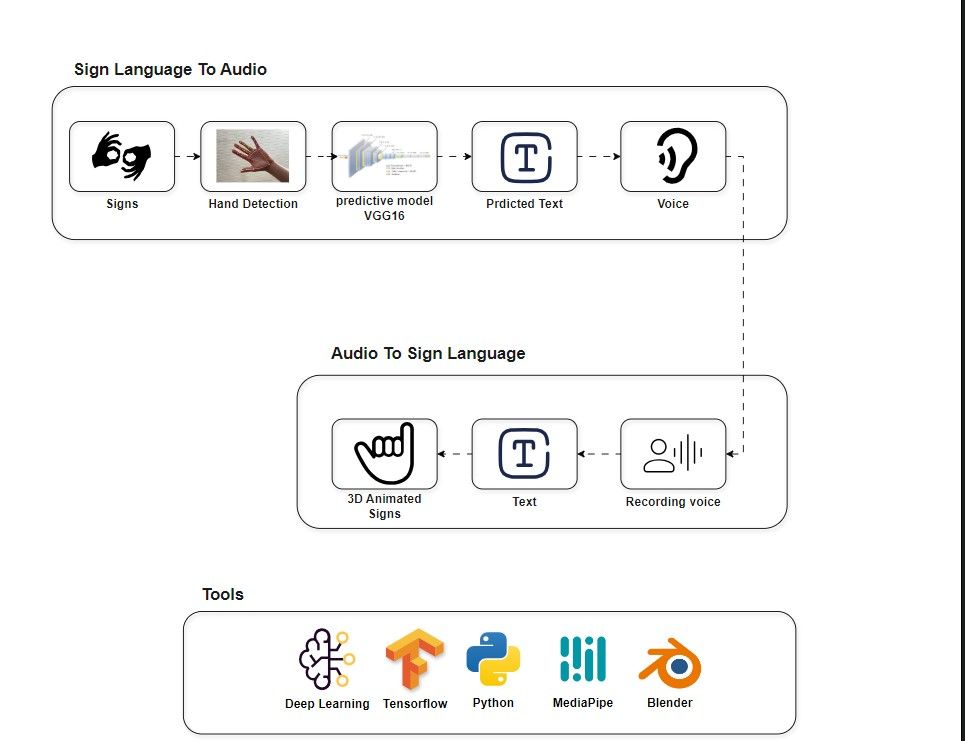 Sign Language To Audio
Signs
Hand Detection
predictive model
VGG16
Prdicted Text
Voice
Audio To Sign Language
3D Animated
Signs
Text
Recording voice
Tools
Deep Learning
Tensorflow
Python
MediaPipe
Blender